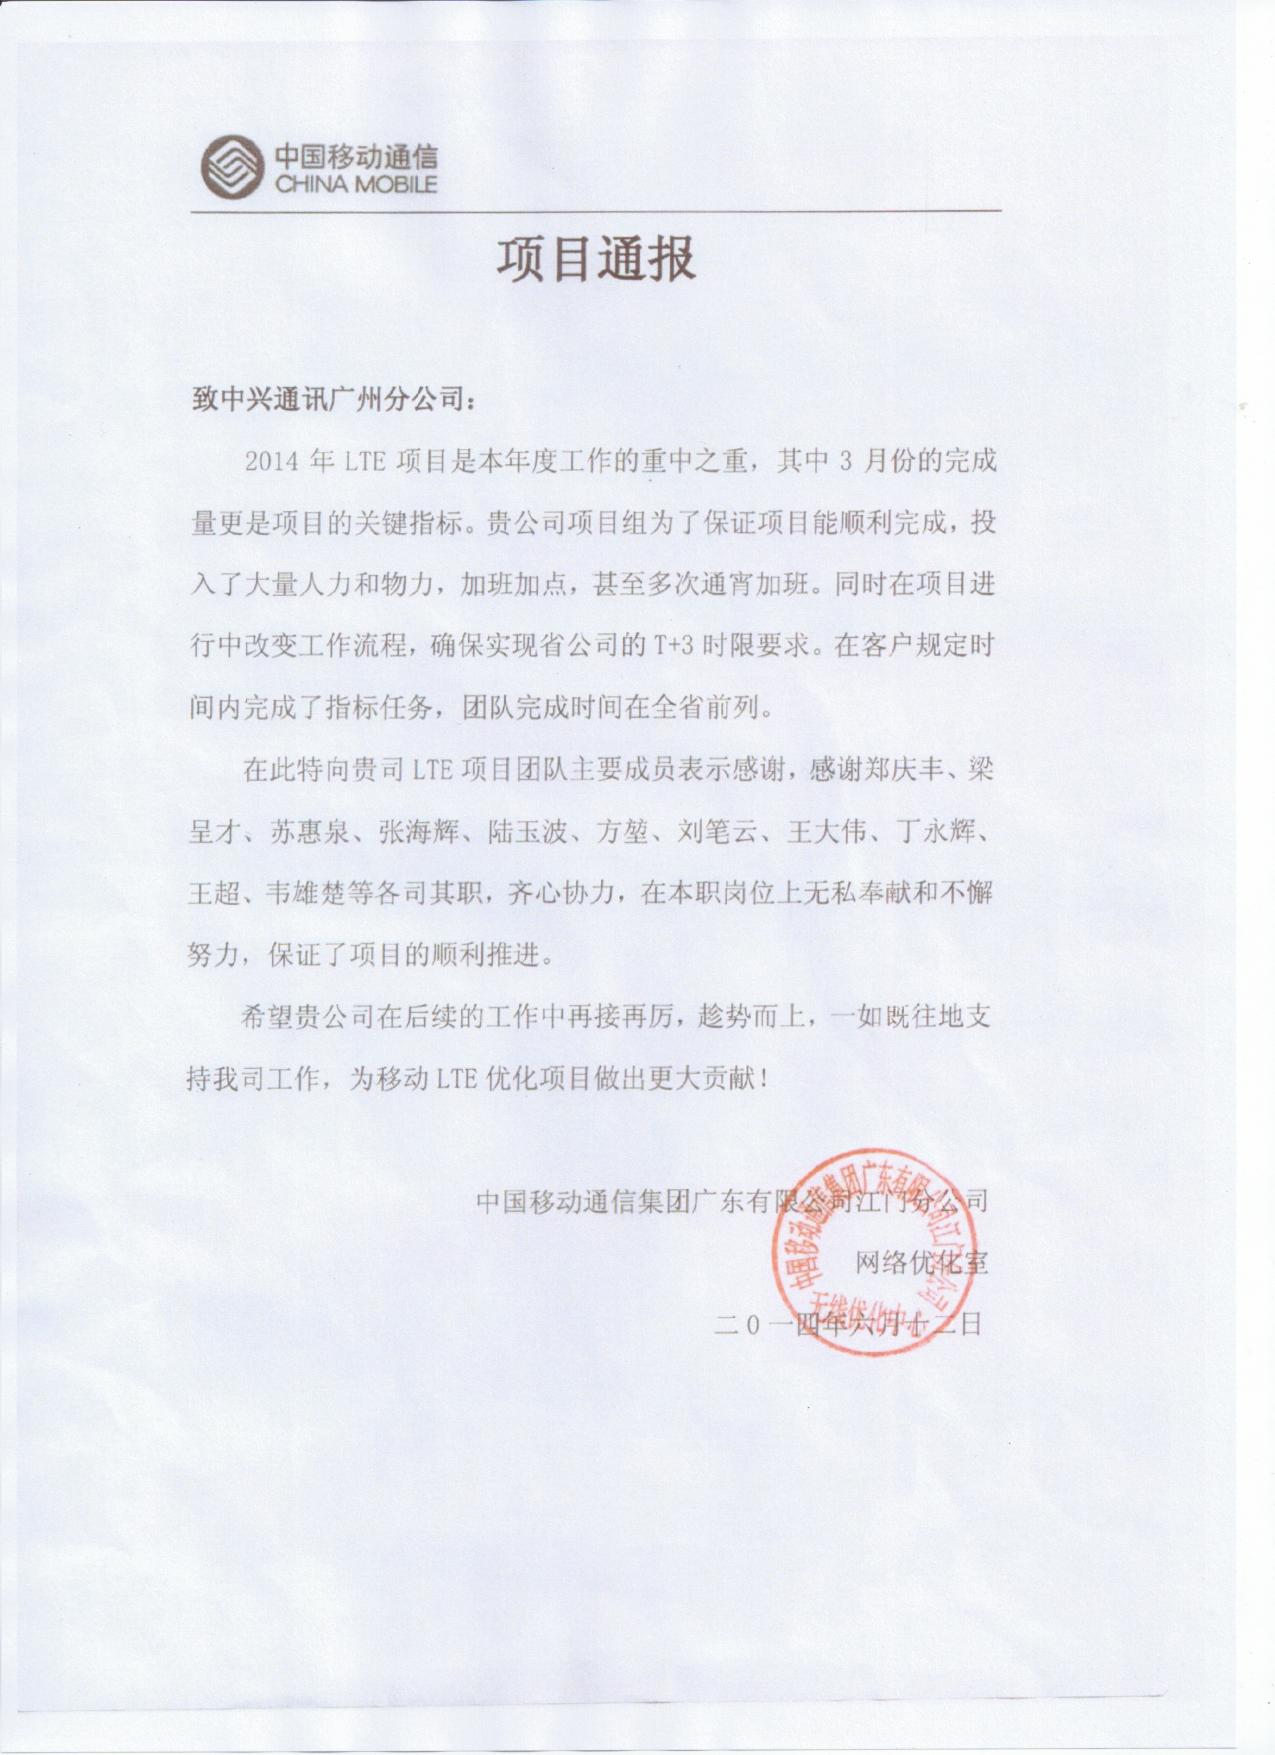 中国移动通信
CHINA MOBILE
项目通报
致中兴通讯广州分公司：
2014 年 LTE 项目是本年度工作的重中之重，其中 3 月份的完成
量更是项目的关键指标。贵公司项目组为了保证项目能顺利完成，投
入了大量人力和物力，加班加点，甚至多次通宵加班。同时在项目进
行中改变工作流程，确保实现省公司的 T+3 时限要求。在客户规定时
间内完成了指标任务，团队完成时间在全省前列。
在此特向贵司 LTE 项目团队主要成员表示感谢，感谢郑庆丰、梁
呈才、苏惠泉、张海辉、陆玉波、方堃、刘笔云、王大伟、丁永辉、
王超、韦雄楚等各司其职，齐心协力，在本职岗位上无私奉献和不懈
努力，保证了项目的顺利推进。
希望贵公司在后续的工作中再接再厉，趁势而上，一如既往地支
持我司工作，为移动 LTE 优化项目做出更大贡献！
中国移动通信集团广东有限公司江门分公司
网络优化室
二０一四年六月十二日
中国移动通信集团广东有限公司江门分公司
无线优化中心